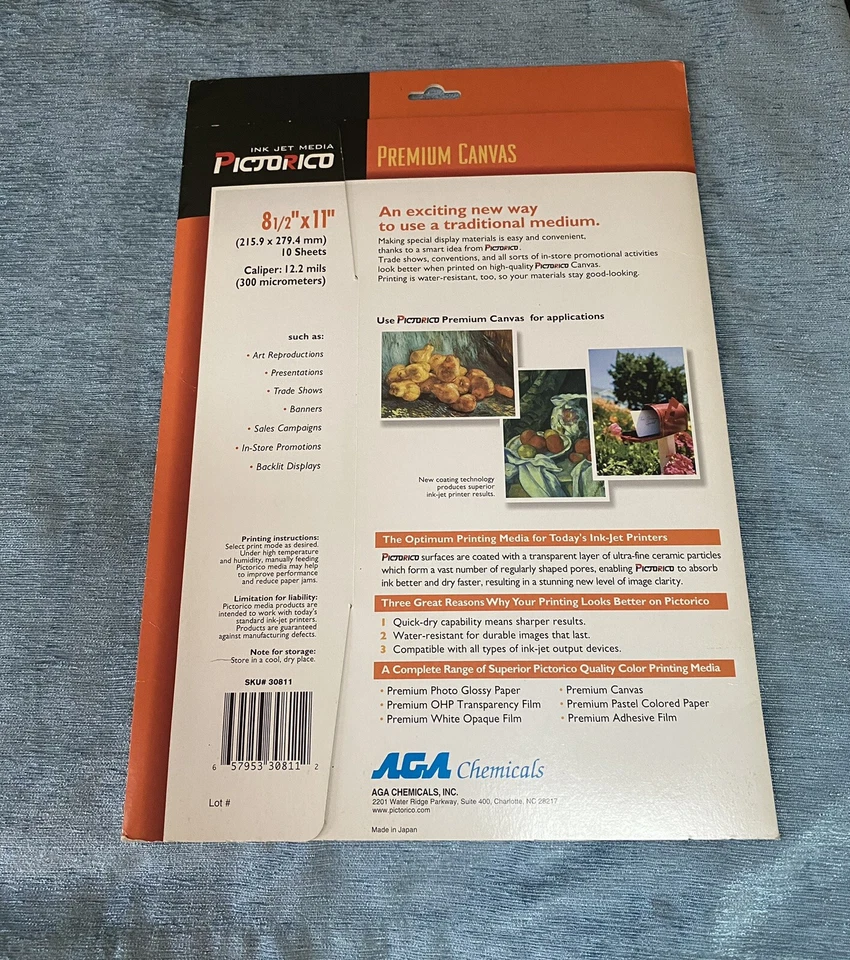 INK JET MEDIA
PICTORICO
PREMIUM CANVAS
8 1/2" x 11"
(215.9 x 279.4 mm)
10 Sheets
Caliper: 12.2 mils
(300 micrometers)
An exciting new way
to use a traditional medium.
Making special display materials is easy and convenient,
thanks to a smart idea from PICTORICO.
Trade shows, conventions, and all sorts of in-store promotional activities
look better when printed on high-quality PICTORICO Canvas.
Printing is water-resistant, too, so your materials stay good-looking.
Use PICTORICO Premium Canvas for applications
such as:
• Art Reproductions
• Presentations
• Trade Shows
• Banners
• Sales Campaigns
• In-Store Promotions
• Backlit Displays
New coating technology
produces superior
ink-jet printer results.
Printing instructions:
Select print mode as desired.
Under high temperature
and humidity, manually feeding
Pictorico media may help
to improve performance
and reduce paper jams.
Limitation for liability:
Pictorico media products are
intended to work with today's
standard ink-jet printers.
Products are guaranteed
against manufacturing defects.
Note for storage:
Store in a cool, dry place.
SKU# 30811
6 57953 30811 2
Lot #
The Optimum Printing Media for Today's Ink-Jet Printers
PICTORICO surfaces are coated with a transparent layer of ultra-fine ceramic particles
which form a vast number of regularly shaped pores, enabling PICTORICO to absorb
ink better and dry faster, resulting in a stunning new level of image clarity.
Three Great Reasons Why Your Printing Looks Better on Pictorico
1 Quick-dry capability means sharper results.
2 Water-resistant for durable images that last.
3 Compatible with all types of ink-jet output devices.
A Complete Range of Superior Pictorico Quality Color Printing Media
• Premium Photo Glossy Paper
• Premium OHP Transparency Film
• Premium White Opaque Film
• Premium Canvas
• Premium Pastel Colored Paper
• Premium Adhesive Film
AGA Chemicals
AGA CHEMICALS, INC.
2201 Water Ridge Parkway, Suite 400, Charlotte, NC 28217
www.pictorico.com
Made in Japan